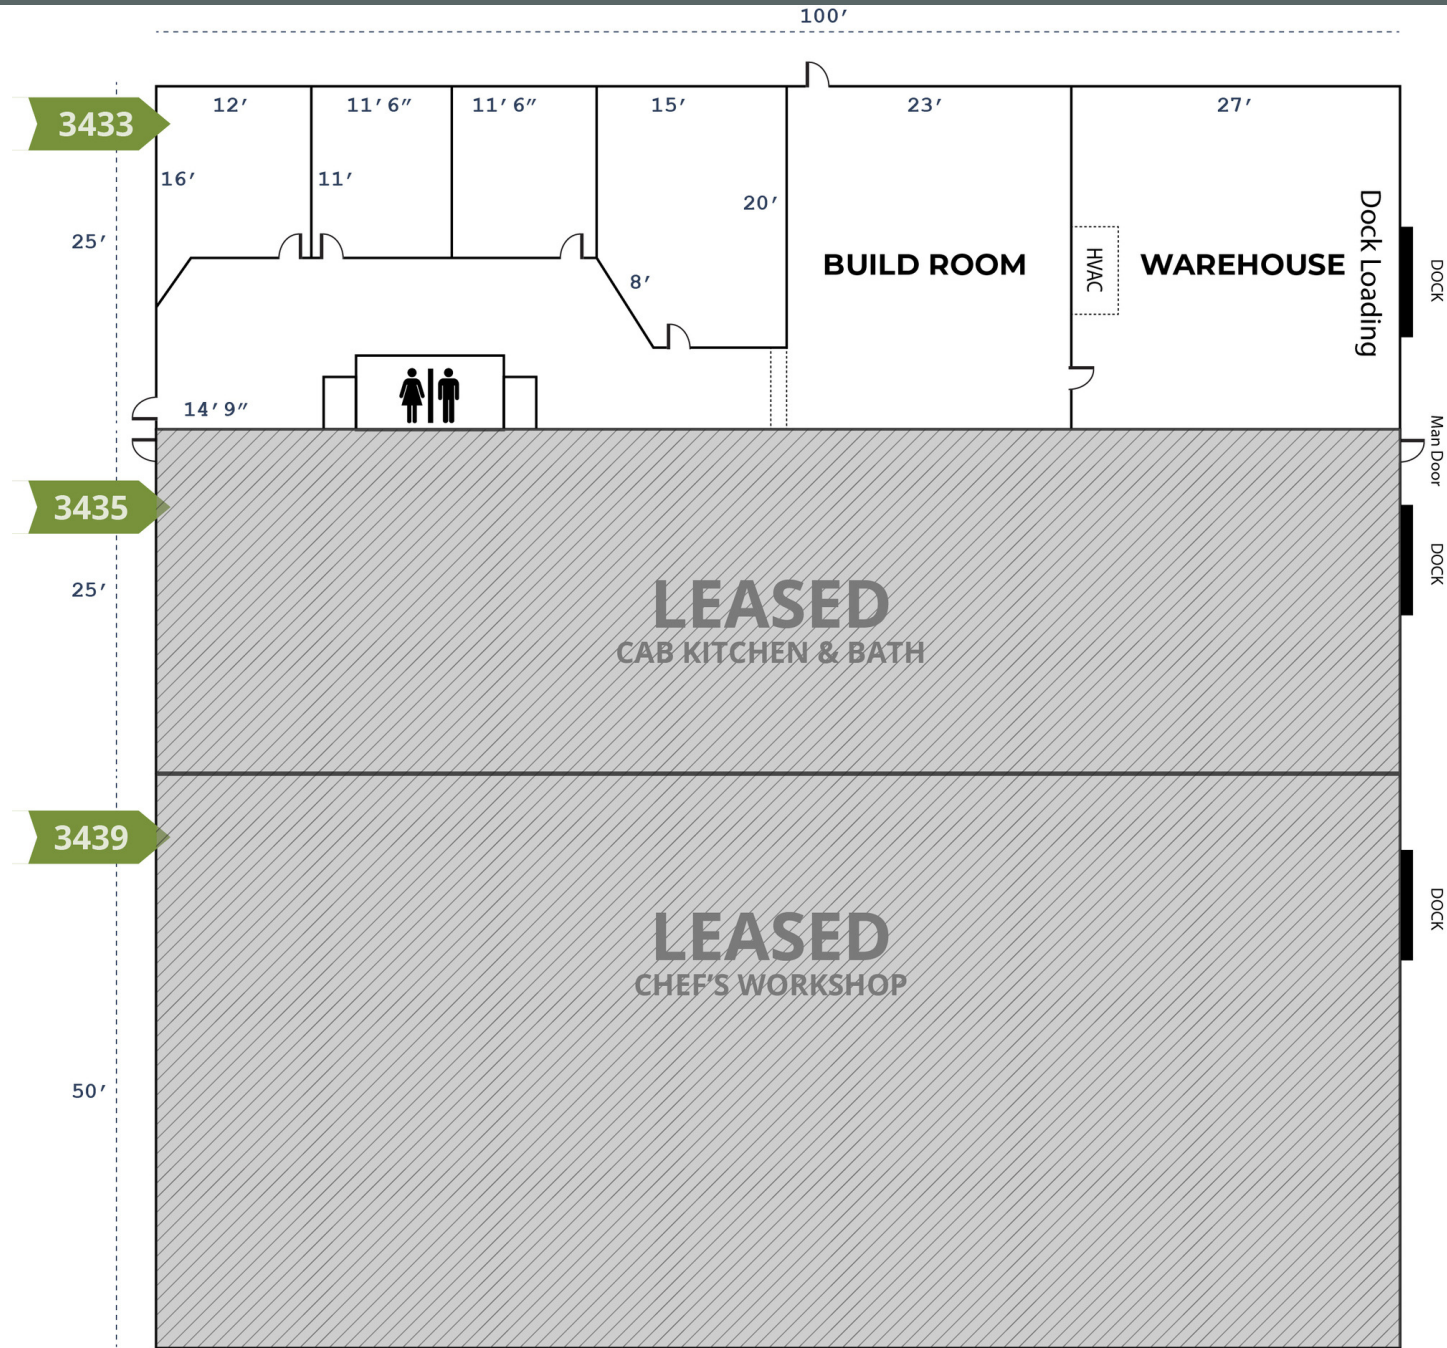 100′
3433
12′
11′6″
11′6″
15′
23′
27′
16′
11′
20′
25′
8′
BUILD ROOM
HVAC
WAREHOUSE
Dock Loading
DOCK
14′9″
Man Door
3435
25′
LEASED
CAB KITCHEN & BATH
DOCK
3439
LEASED
CHEF’S WORKSHOP
DOCK
50′